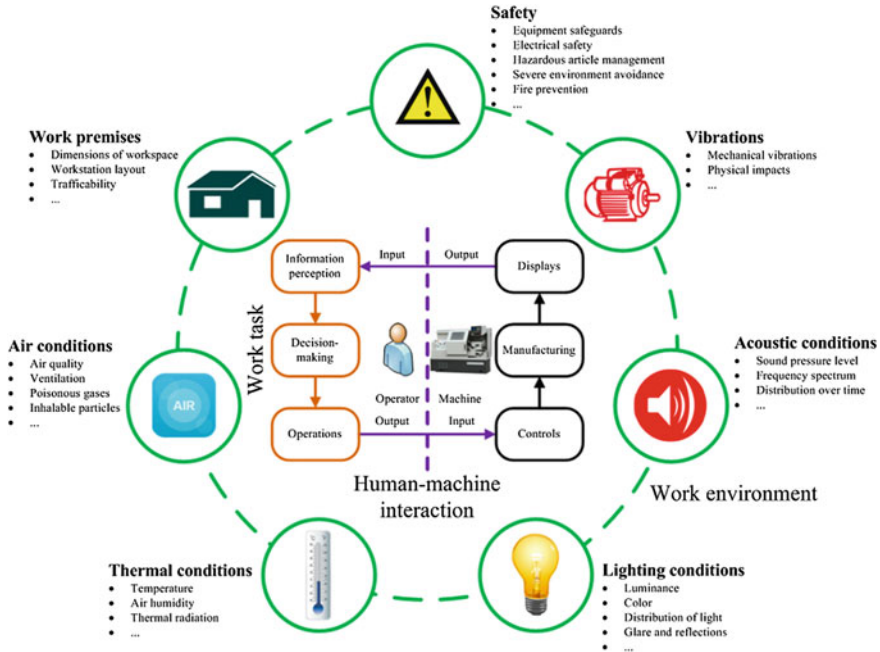 Safety
• Equipment safeguards
• Electrical safety
• Hazardous article management
• Severe environment avoidance
• Fire prevention
• ...
Work premises
• Dimensions of workspace
• Workstation layout
• Trafficability
• ...
Vibrations
• Mechanical vibrations
• Physical impacts
• ...
Information
perception
Input
Output
Displays
Work task
Decision-
making
Manufacturing
Operator
Machine
Operations
Output
Input
Controls
Human-machine
interaction
Air conditions
• Air quality
• Ventilation
• Poisonous gases
• Inhalable particles
• ...
AIR
Acoustic conditions
• Sound pressure level
• Frequency spectrum
• Distribution over time
• ...
Work environment
Thermal conditions
• Temperature
• Air humidity
• Thermal radiation
• ...
Lighting conditions
• Luminance
• Color
• Distribution of light
• Glare and reflections
• ...